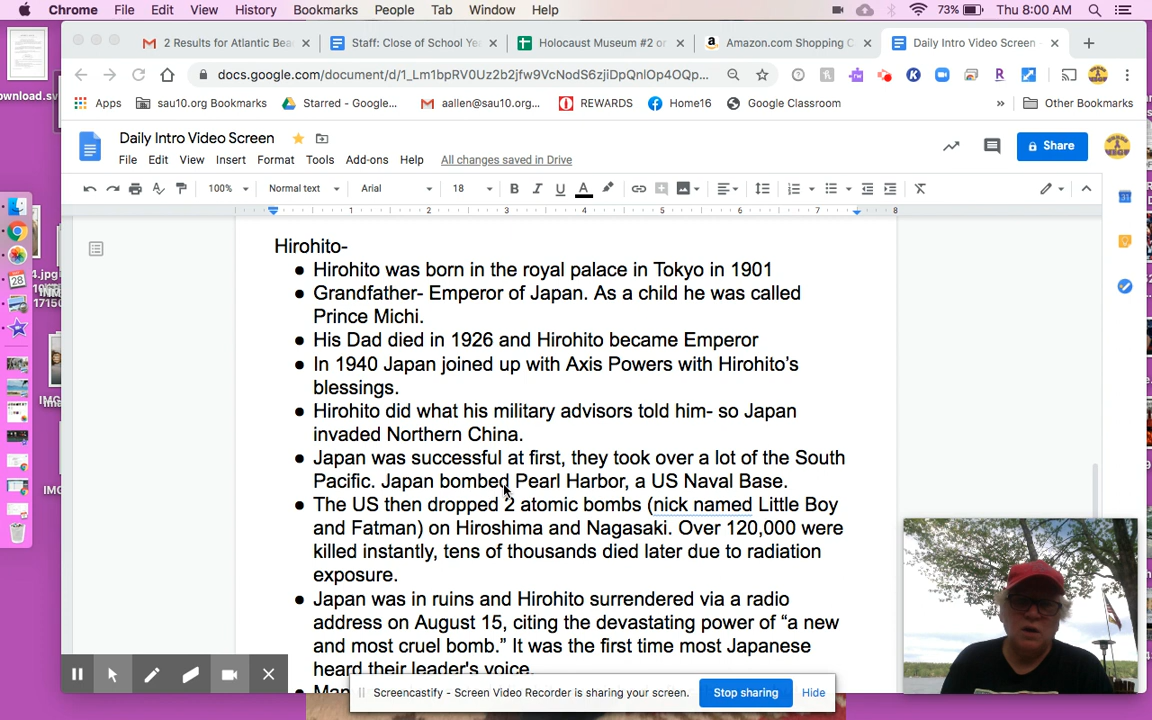 Chrome File Edit View History Bookmarks People Tab Window Help 73% Thu 8:00 AM
2 Results for Atlantic Bea
Staff: Close of School Ye
Holocaust Museum #2 or
Amazon.com Shopping C
Daily Intro Video Screen
docs.google.com/document/d/1_Lm1bpRV0Uz2b2jfw9VcNodS6zjiDpQnlOp4OQp...
Apps
sau10.org Bookmarks
Starred - Google...
aallen@sau10.org...
REWARDS
Home16
Google Classroom
»
Other Bookmarks
Daily Intro Video Screen
File Edit View Insert Format Tools Add-ons Help All changes saved in Drive
Share
100% Normal text Arial 18
1 2 3 4 5 6 7 8
Hirohito-
● Hirohito was born in the royal palace in Tokyo in 1901
● Grandfather- Emperor of Japan. As a child he was called
Prince Michi.
● His Dad died in 1926 and Hirohito became Emperor
● In 1940 Japan joined up with Axis Powers with Hirohito’s
blessings.
● Hirohito did what his military advisors told him- so Japan
invaded Northern China.
● Japan was successful at first, they took over a lot of the South
Pacific. Japan bombed Pearl Harbor, a US Naval Base.
● The US then dropped 2 atomic bombs (nick named Little Boy
and Fatman) on Hiroshima and Nagasaki. Over 120,000 were
killed instantly, tens of thousands died later due to radiation
exposure.
● Japan was in ruins and Hirohito surrendered via a radio
address on August 15, citing the devastating power of “a new
and most cruel bomb.” It was the first time most Japanese
heard their leader's voice.
Screencastify - Screen Video Recorder is sharing your screen.
Stop sharing
Hide